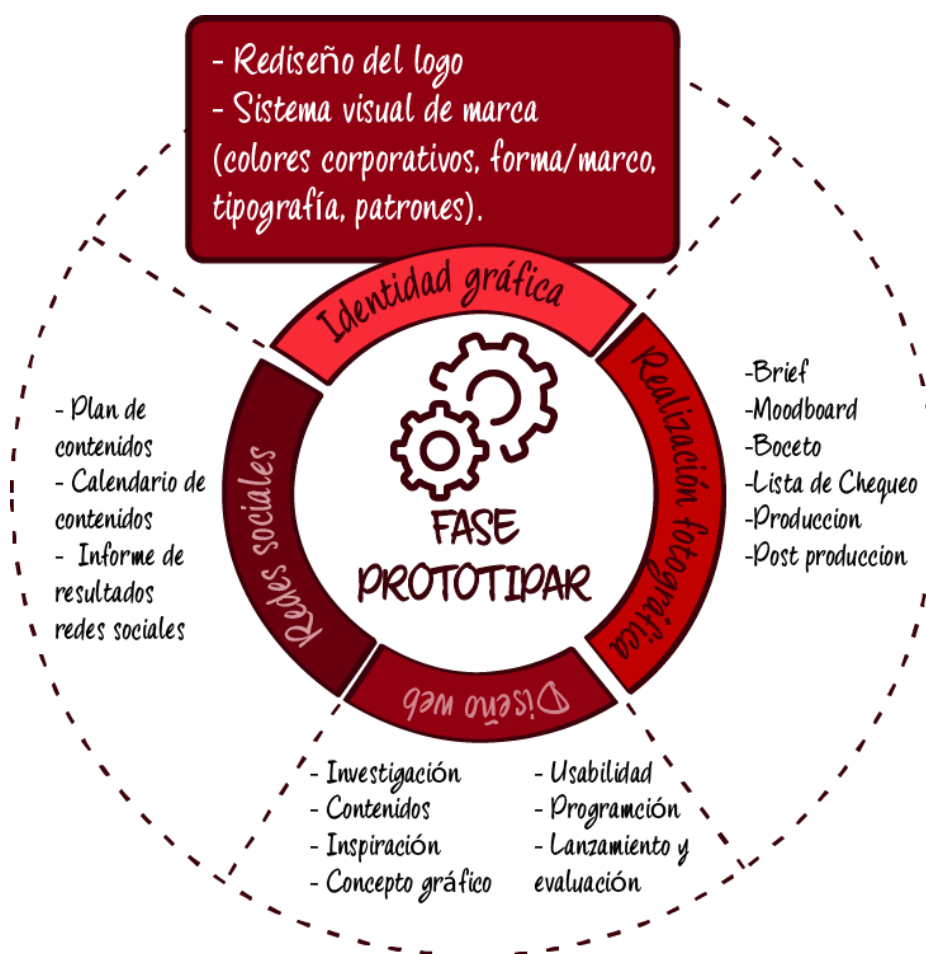 - Rediseño del logo
- Sistema visual de marca
(colores corporativos, forma/marco,
tipografía, patrones).
Identidad gráfica
Realización fotográfica
-Brief
-Moodboard
-Boceto
-Lista de Chequeo
-Produccion
-Post produccion
Redes sociales
- Plan de
contenidos
- Calendario de
contenidos
- Informe de
resultados
redes sociales
FASE
PROTOTIPAR
Diseño web
- Investigación
- Contenidos
- Inspiración
- Concepto gráfico
- Usabilidad
- Programción
- Lanzamiento y
evaluación